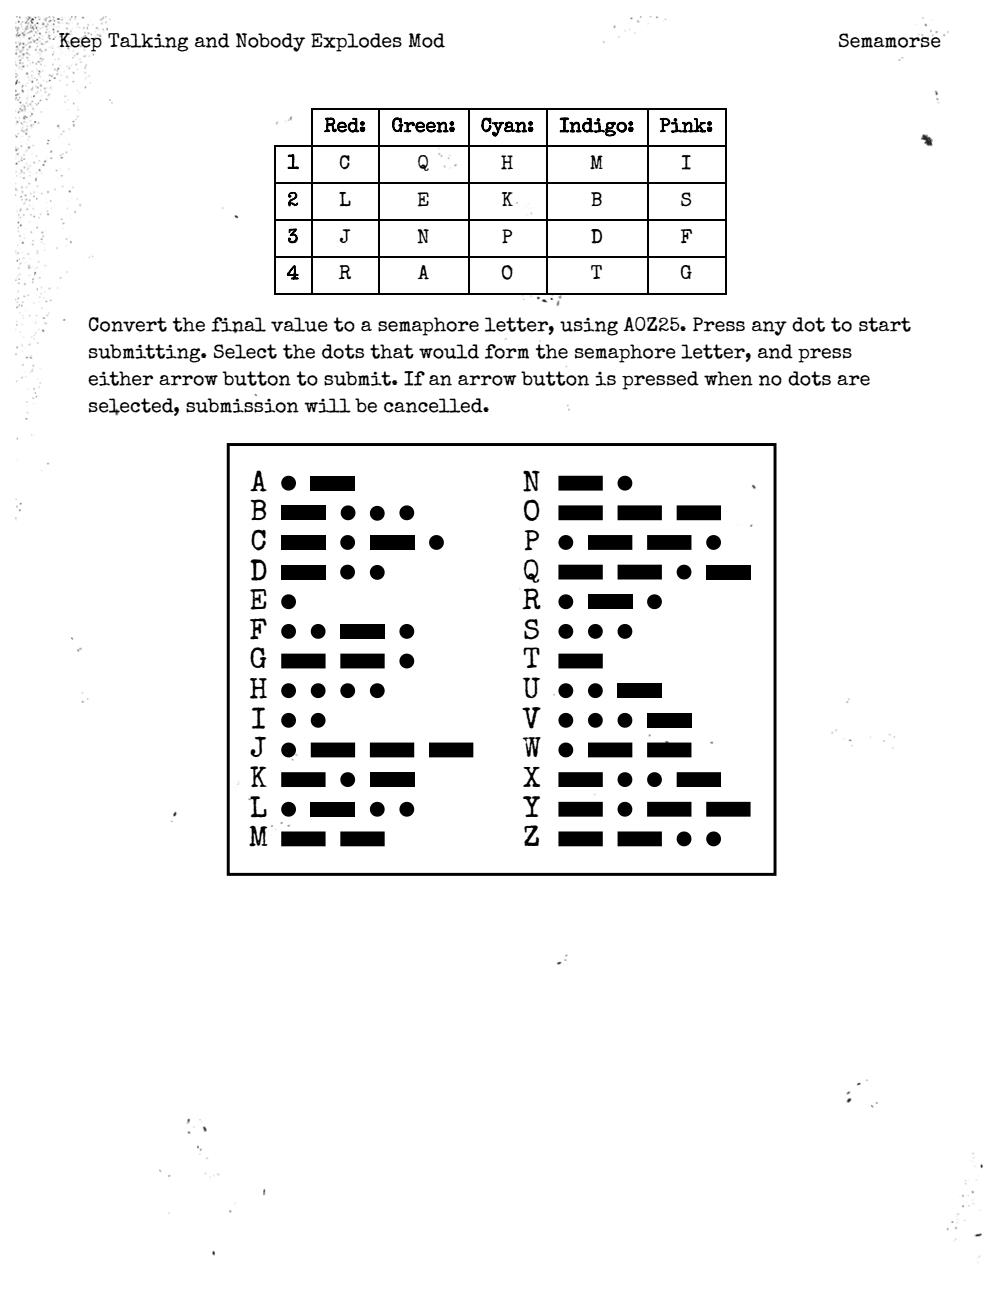 Keep Talking and Nobody Explodes Mod Semamorse
Red: Green: Cyan: Indigo: Pink:
1 C Q H M I
2 L E K B S
3 J N P D F
4 R A O T G
Convert the final value to a semaphore letter, using A0Z25. Press any dot to start
submitting. Select the dots that would form the semaphore letter, and press
either arrow button to submit. If an arrow button is pressed when no dots are
selected, submission will be cancelled.
A N
B O
C P
D Q
E R
F S
G T
H U
I V
J W
K X
L Y
M Z